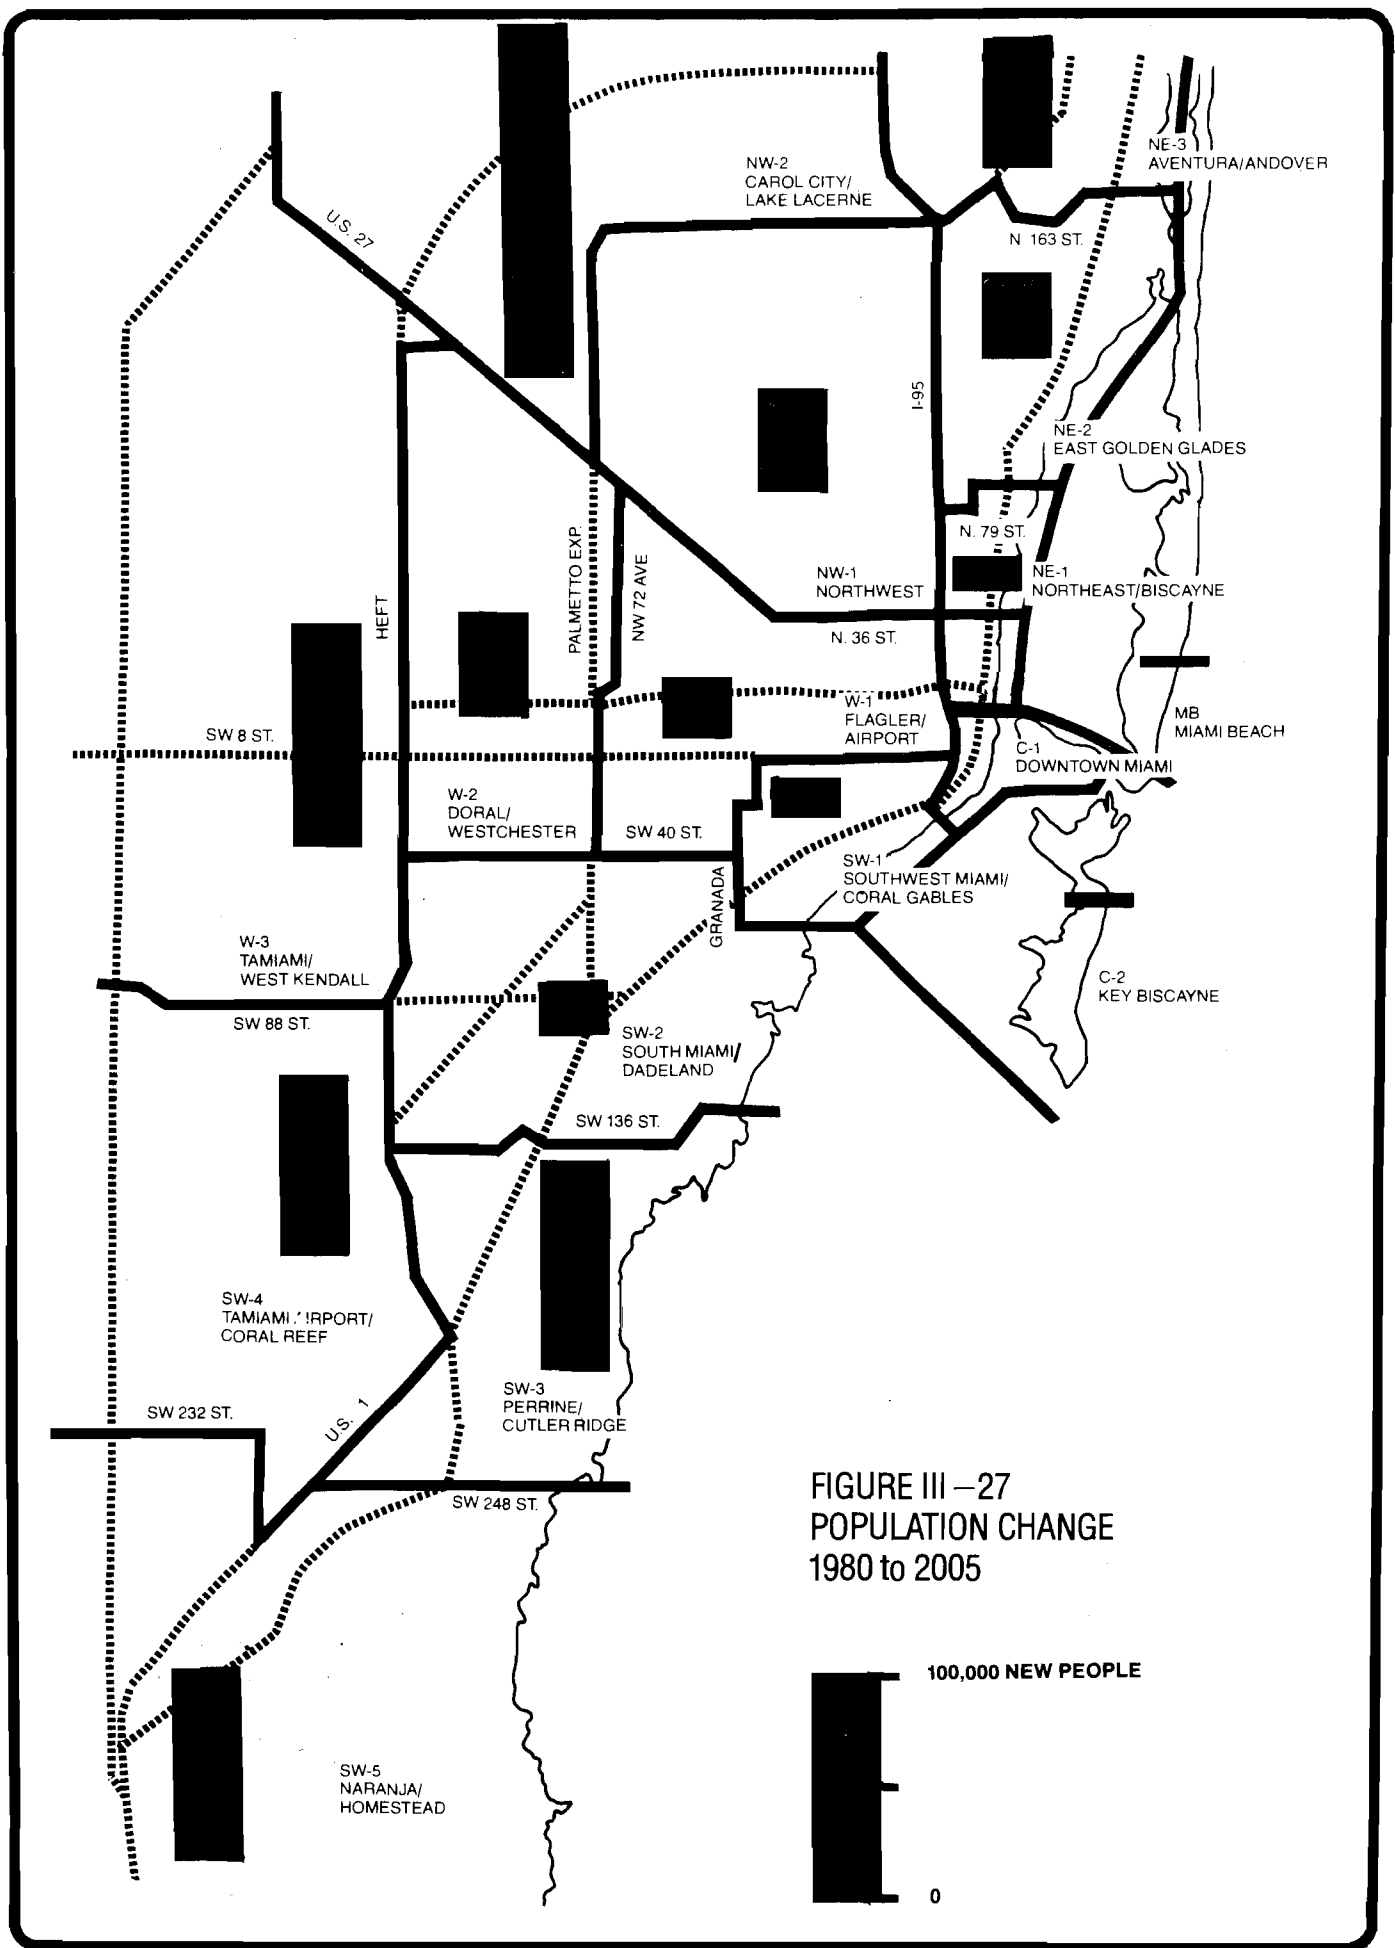 NE-3
AVENTURA/ANDOVER
NW-2
CAROL CITY/
LAKE LACERNE
U.S. 27
N 163 ST.
I-95
NE-2
EAST GOLDEN GLADES
N. 79 ST.
PALMETTO EXP.
NW 72 AVE
HEFT
NW-1
NORTHWEST
NE-1
NORTHEAST/BISCAYNE
N. 36 ST.
W-1
FLAGLER/
AIRPORT
MB
MIAMI BEACH
SW 8 ST.
C-1
DOWNTOWN MIAMI
W-2
DORAL/
WESTCHESTER
SW 40 ST.
SW-1
SOUTHWEST MIAMI/
CORAL GABLES
GRANADA
W-3
TAMIAMI/
WEST KENDALL
C-2
KEY BISCAYNE
SW 88 ST.
SW-2
SOUTH MIAMI/
DADELAND
SW 136 ST.
SW-4
TAMIAMI IRPORT/
CORAL REEF
SW-3
PERRINE/
CUTLER RIDGE
SW 232 ST.
U.S. 1
SW 248 ST.
FIGURE III –27
POPULATION CHANGE
1980 to 2005
100,000 NEW PEOPLE
SW-5
NARANJA/
HOMESTEAD
0